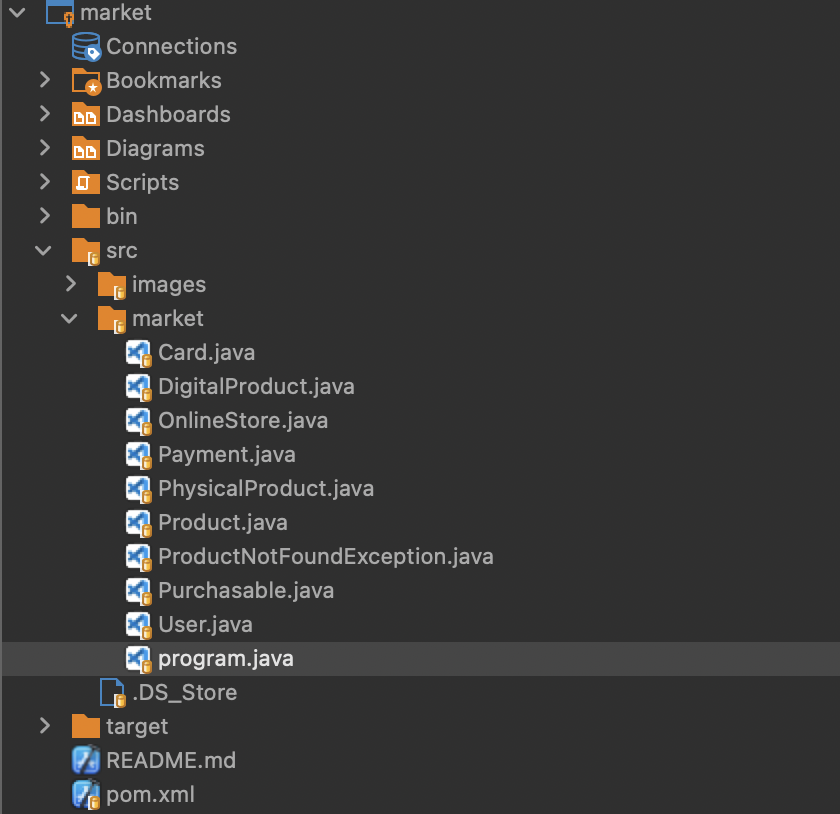 market
Connections
Bookmarks
Dashboards
Diagrams
Scripts
bin
src
images
market
Card.java
DigitalProduct.java
OnlineStore.java
Payment.java
PhysicalProduct.java
Product.java
ProductNotFoundException.java
Purchasable.java
User.java
program.java
.DS_Store
target
README.md
pom.xml